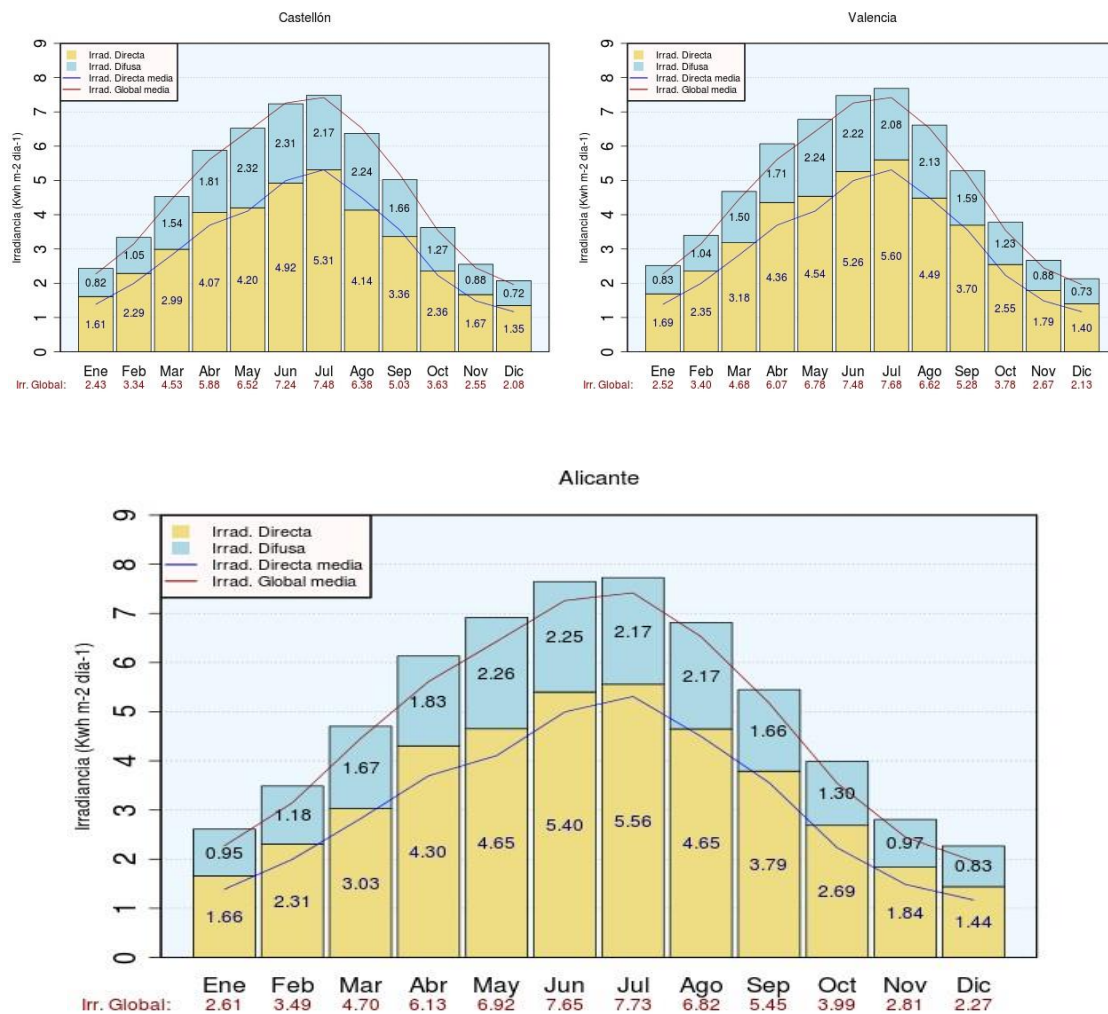 Castellón
Irradiancia (Kwh m-2 dia-1)
9
8
7
6
5
4
3
2
1
0
Irrad. Directa
Irrad. Difusa
Irrad. Directa media
Irrad. Global media
0.82 1.05 1.54 1.81 2.32 2.31 2.17 2.24 1.66 1.27 0.88 0.72
1.61 2.29 2.99 4.07 4.20 4.92 5.31 4.14 3.36 2.36 1.67 1.35
Ene Feb Mar Abr May Jun Jul Ago Sep Oct Nov Dic
Irr. Global: 2.43 3.34 4.53 5.88 6.52 7.24 7.48 6.38 5.03 3.63 2.55 2.08
Valencia
Irradiancia (Kwh m-2 dia-1)
9
8
7
6
5
4
3
2
1
0
Irrad. Directa
Irrad. Difusa
Irrad. Directa media
Irrad. Global media
0.83 1.04 1.50 1.71 2.24 2.22 2.08 2.13 1.59 1.23 0.88 0.73
1.69 2.35 3.18 4.36 4.54 5.26 5.60 4.49 3.70 2.55 1.79 1.40
Ene Feb Mar Abr May Jun Jul Ago Sep Oct Nov Dic
Irr. Global: 2.52 3.40 4.68 6.07 6.78 7.48 7.68 6.62 5.28 3.78 2.67 2.13
Alicante
Irradiancia (Kwh m-2 dia-1)
9
8
7
6
5
4
3
2
1
0
Irrad. Directa
Irrad. Difusa
Irrad. Directa media
Irrad. Global media
0.95 1.18 1.67 1.83 2.26 2.25 2.17 2.17 1.66 1.30 0.97 0.83
1.66 2.31 3.03 4.30 4.65 5.40 5.56 4.65 3.79 2.69 1.84 1.44
Ene Feb Mar Abr May Jun Jul Ago Sep Oct Nov Dic
Irr. Global: 2.61 3.49 4.70 6.13 6.92 7.65 7.73 6.82 5.45 3.99 2.81 2.27